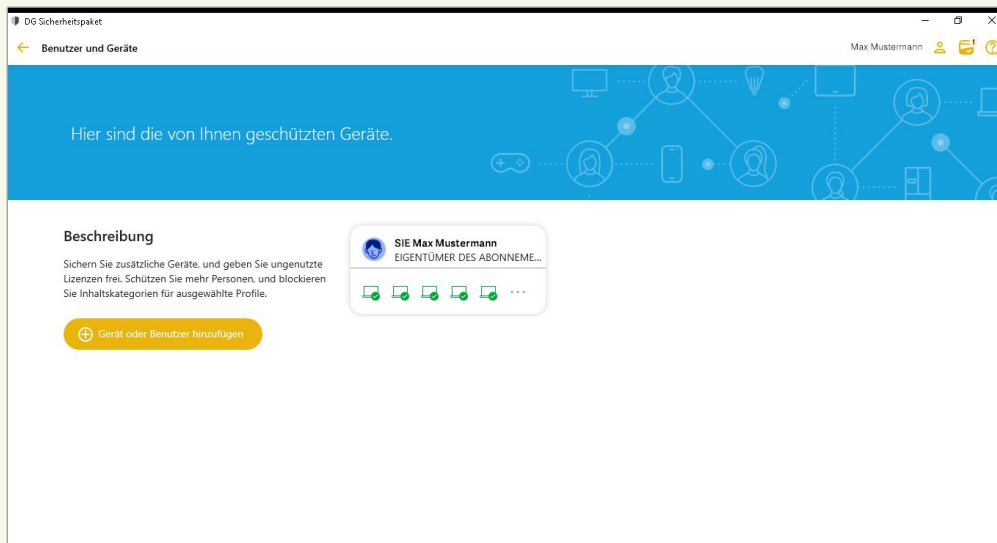 DG Sicherheitspaket
Benutzer und Geräte
Max Mustermann
1
Hier sind die von Ihnen geschützten Geräte.
Beschreibung
Sichern Sie zusätzliche Geräte, und geben Sie ungenutzte
Lizenzen frei. Schützen Sie mehr Personen, und blockieren
Sie Inhaltskategorien für ausgewählte Profile.
Gerät oder Benutzer hinzufügen
SIE Max Mustermann
EIGENTÜMER DES ABONNEME...